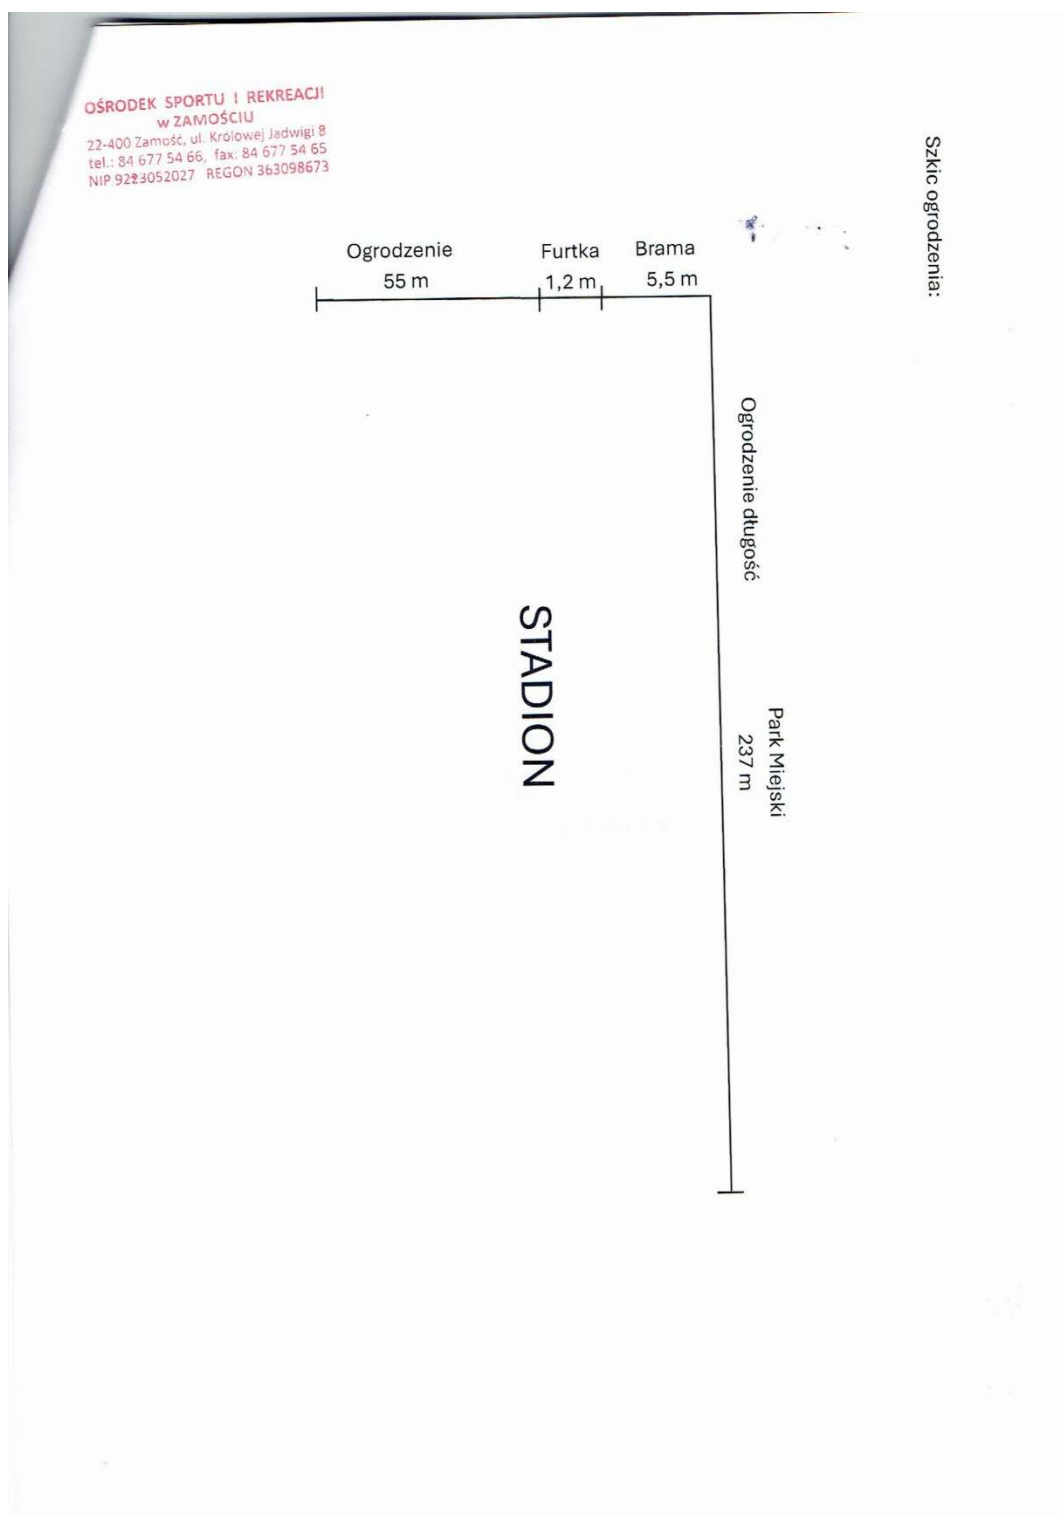 OŚRODEK SPORTU I REKREACJI
w ZAMOŚCIU
22-400 Zamość, ul. Królowej Jadwigi 8
tel.: 84 677 54 66, fax: 84 677 54 65
NIP 9223052027 REGON 363098673
Szkic ogrodzenia:
Ogrodzenie Furtka Brama
55 m 1,2 m 5,5 m
Ogrodzenie długość
Park Miejski
237 m
STADION